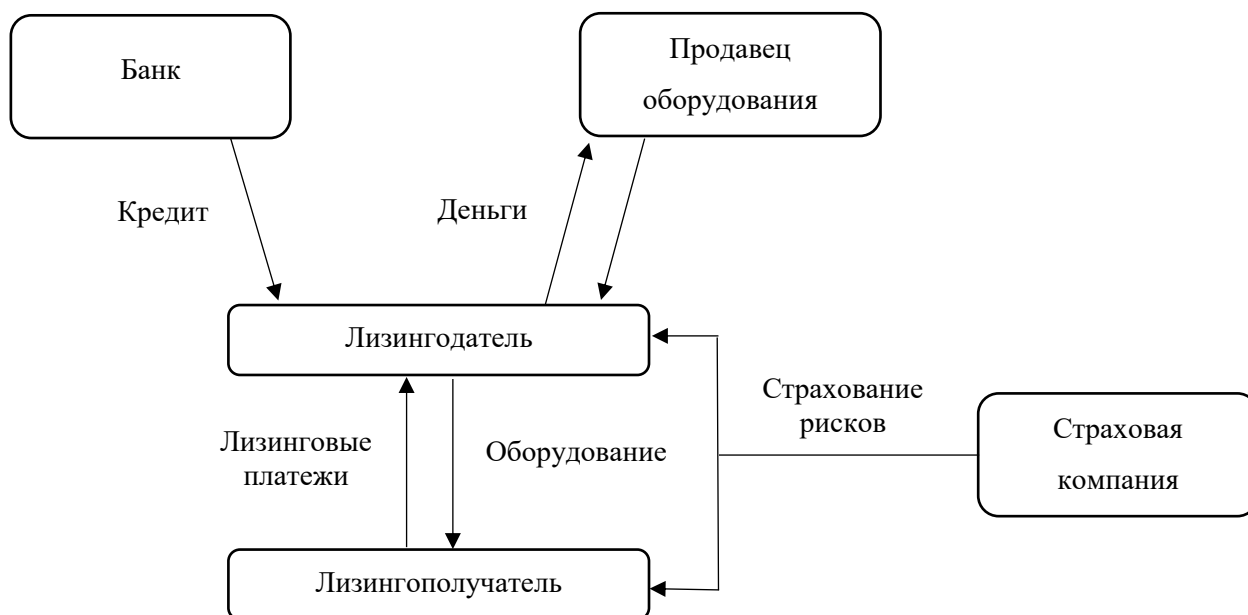 Банк
Продавец
оборудования
Кредит
Деньги
Лизингодатель
Страхование
рисков
Страховая
компания
Лизинговые
платежи
Оборудование
Лизингополучатель